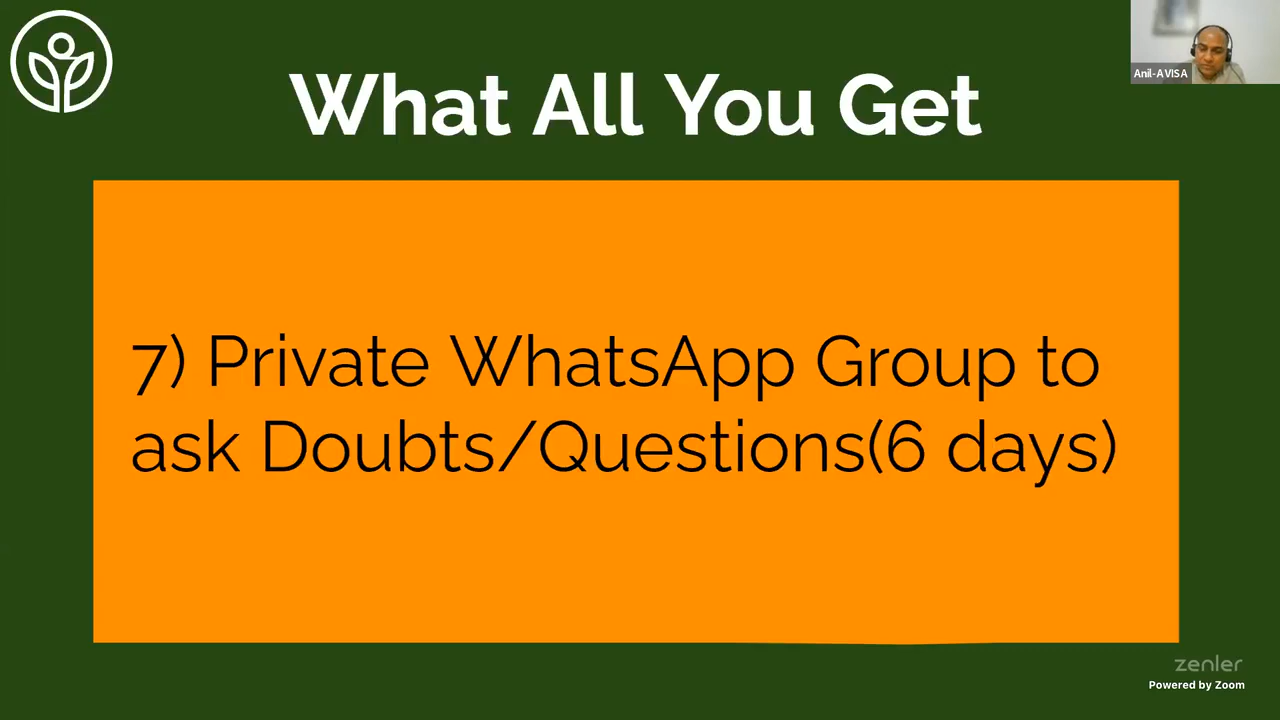 What All You Get
Anil-AVISA
7) Private WhatsApp Group to
ask Doubts/Questions(6 days)
zenler
Powered by Zoom